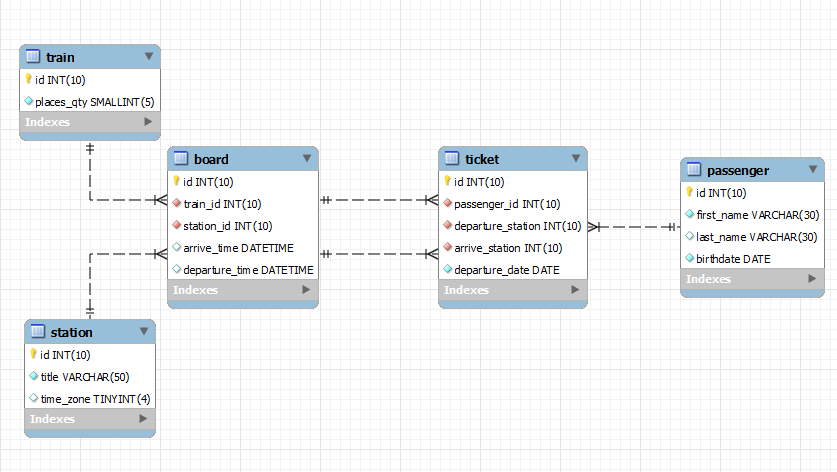 train
id INT(10)
places_qty SMALLINT(5)
Indexes
board
id INT(10)
train_id INT(10)
station_id INT(10)
arrive_time DATETIME
departure_time DATETIME
Indexes
ticket
id INT(10)
passenger_id INT(10)
departure_station INT(10)
arrive_station INT(10)
departure_date DATE
Indexes
passenger
id INT(10)
first_name VARCHAR(30)
last_name VARCHAR(30)
birthdate DATE
Indexes
station
id INT(10)
title VARCHAR(50)
time_zone TINYINT(4)
Indexes